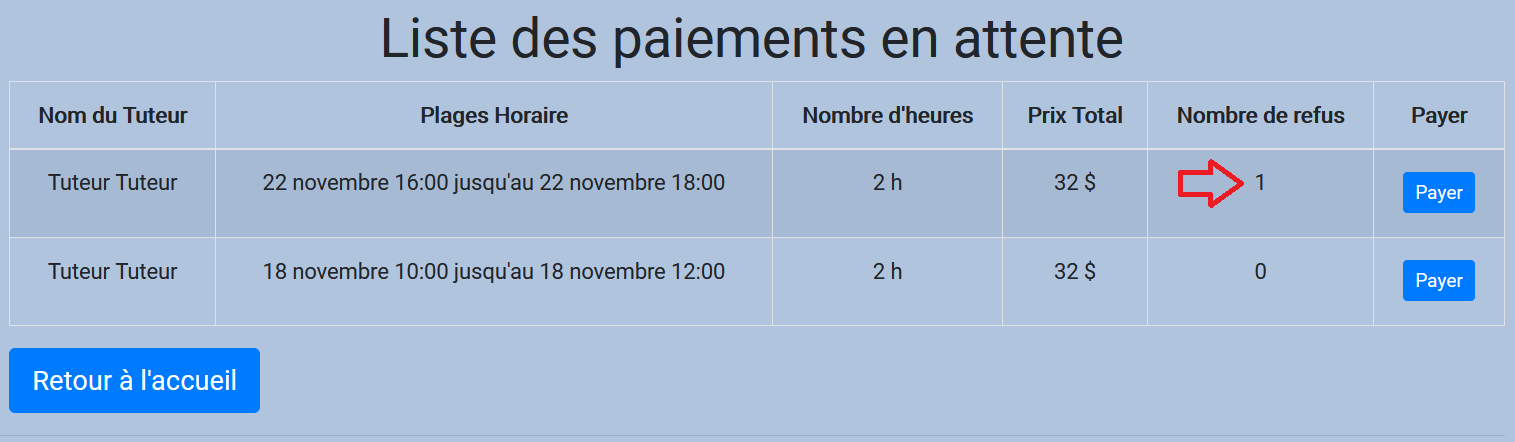 Liste des paiements en attente
Nom du Tuteur Plages Horaire Nombre d'heures Prix Total Nombre de refus Payer
Tuteur Tuteur 22 novembre 16:00 jusqu'au 22 novembre 18:00 2 h 32 $ 1 Payer
Tuteur Tuteur 18 novembre 10:00 jusqu'au 18 novembre 12:00 2 h 32 $ 0 Payer
Retour à l'accueil